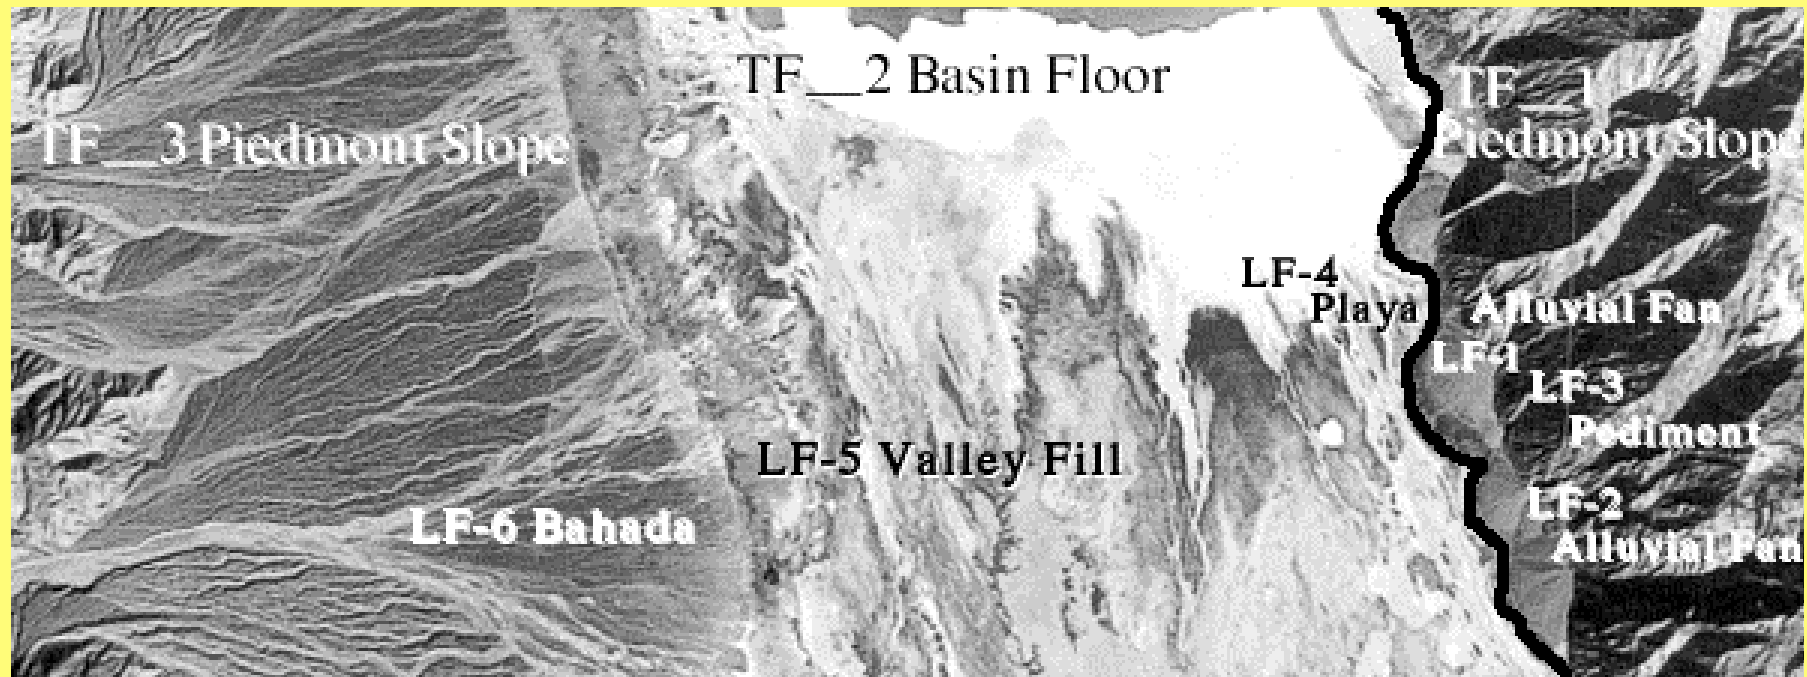 TF__2 Basin Floor
TF__1
Piedmont Slope
TF__3 Piedmont Slope
LF-4
Playa
Alluvial Fan
LF-1
LF-3
Pediment
LF-5 Valley Fill
LF-2
Alluvial Fan
LF-6 Bahada